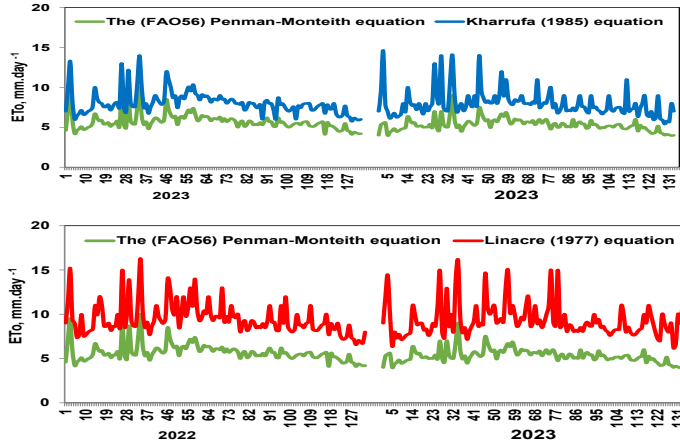 The (FAO56) Penman-Monteith equation Kharrufa (1985) equation
20
15
10
5
0
ETo, mm.day -1
1 10 19 28 37 46 55 64 73 82 91 100 109 118 127
5 14 23 32 41 50 59 68 77 86 95 104 113 122 131
2023 2023
The (FAO56) Penman-Monteith equation Linacre (1977) equation
20
15
10
5
0
ETo, mm.day -1
1 10 19 28 37 46 55 64 73 82 91 100 109 118 127
5 14 23 32 41 50 59 68 77 86 95 104 113 122 131
2022 2023